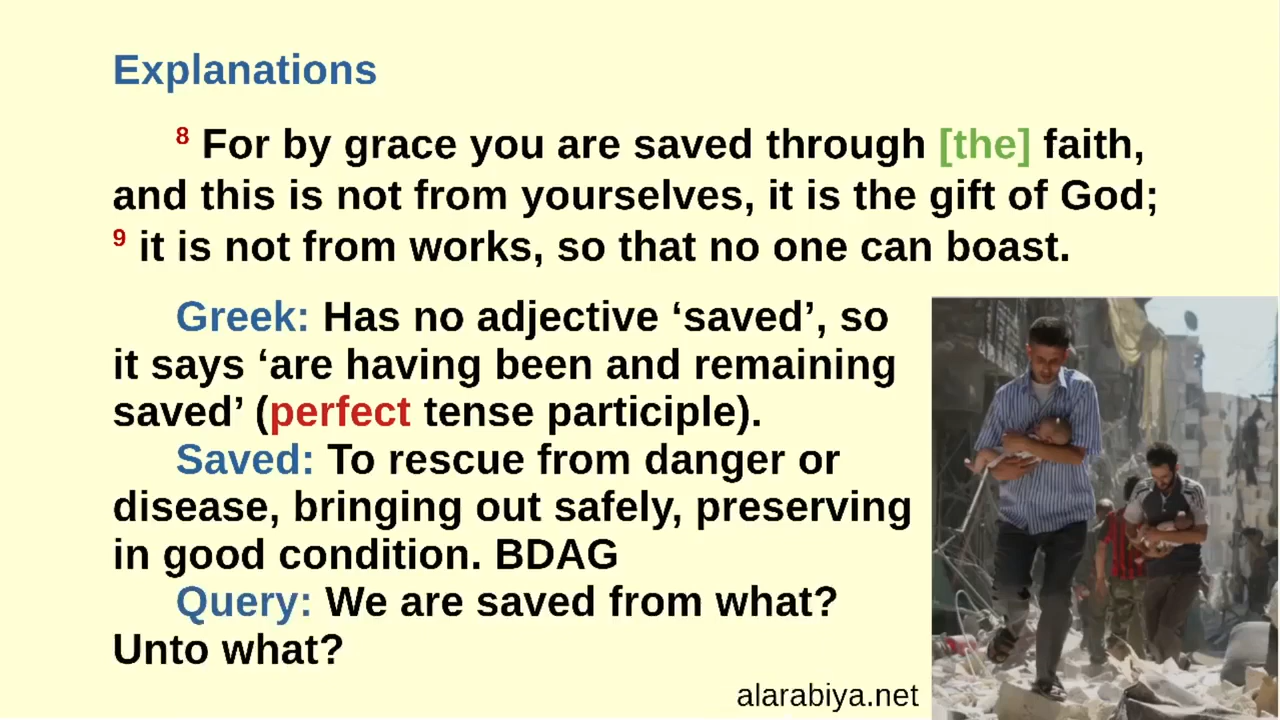 Explanations
8 For by grace you are saved through [the] faith,
and this is not from yourselves, it is the gift of God;
9 it is not from works, so that no one can boast.
Greek: Has no adjective ‘saved’, so
it says ‘are having been and remaining
saved’ (perfect tense participle).
Saved: To rescue from danger or
disease, bringing out safely, preserving
in good condition. BDAG
Query: We are saved from what?
Unto what?
alarabiya.net